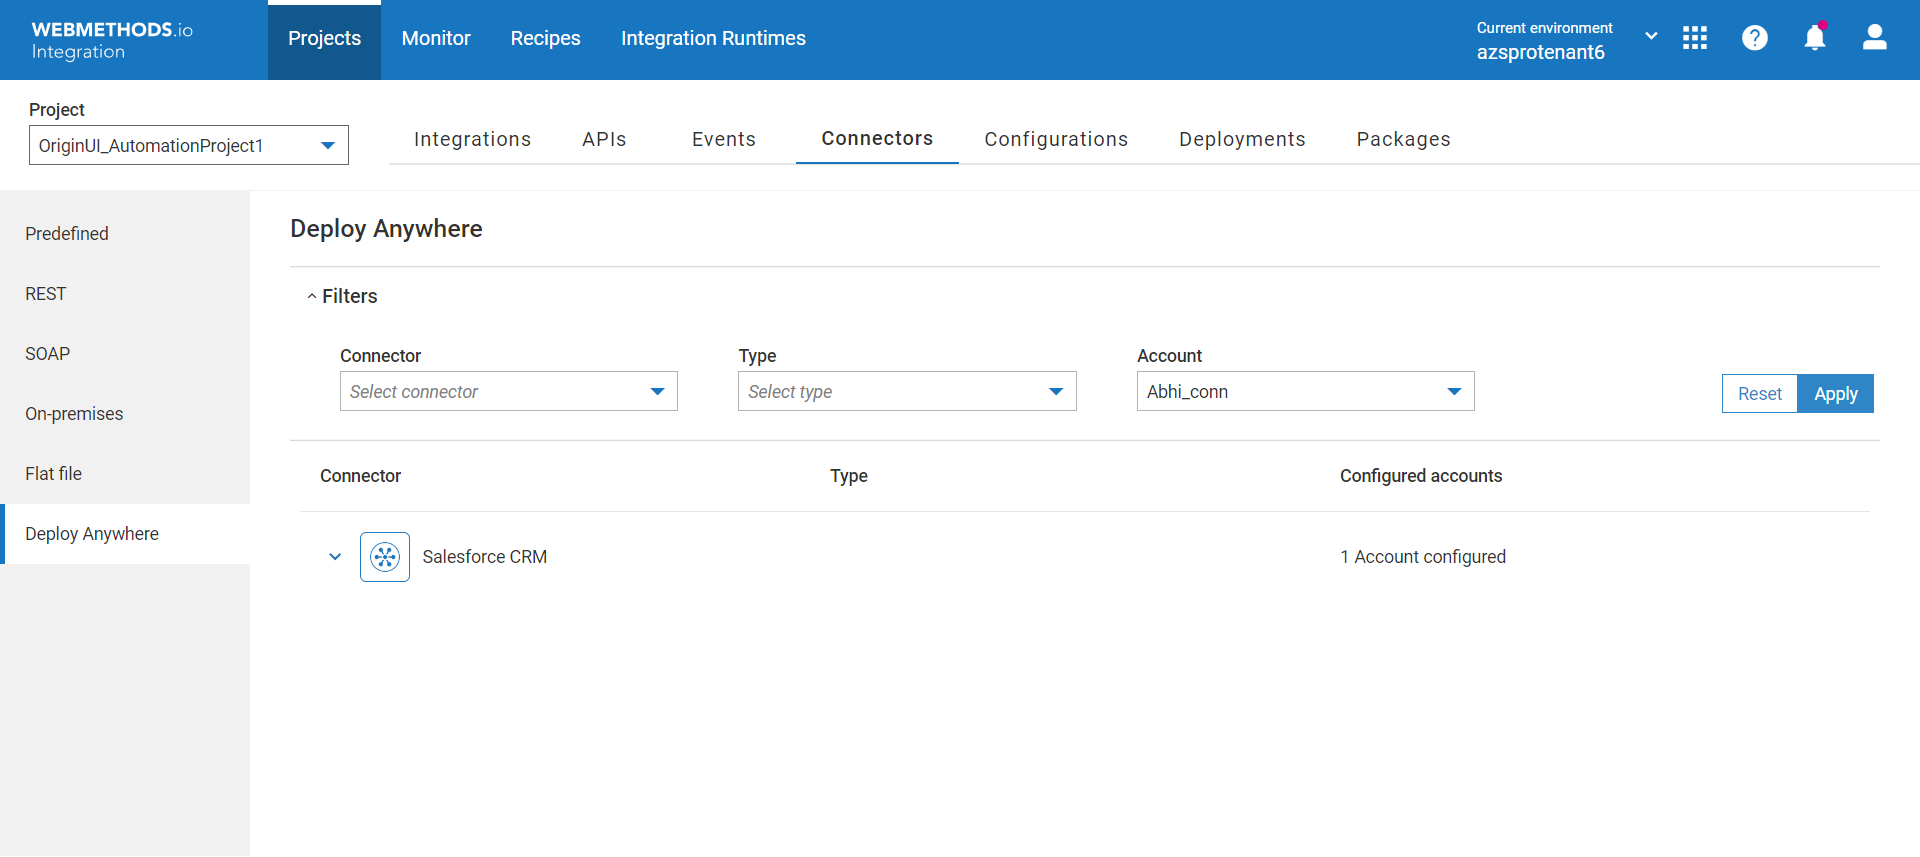 WEBMETHODS.io
Integration
Projects
Monitor
Recipes
Integration Runtimes
Current environment
azsprotenant6
Project
OriginUI_AutomationProject1
Integrations
APIs
Events
Connectors
Configurations
Deployments
Packages
Predefined
REST
SOAP
On-premises
Flat file
Deploy Anywhere
Deploy Anywhere
Filters
Connector
Select connector
Type
Select type
Account
Abhi_conn
Reset
Apply
Connector
Type
Configured accounts
Salesforce CRM
1 Account configured